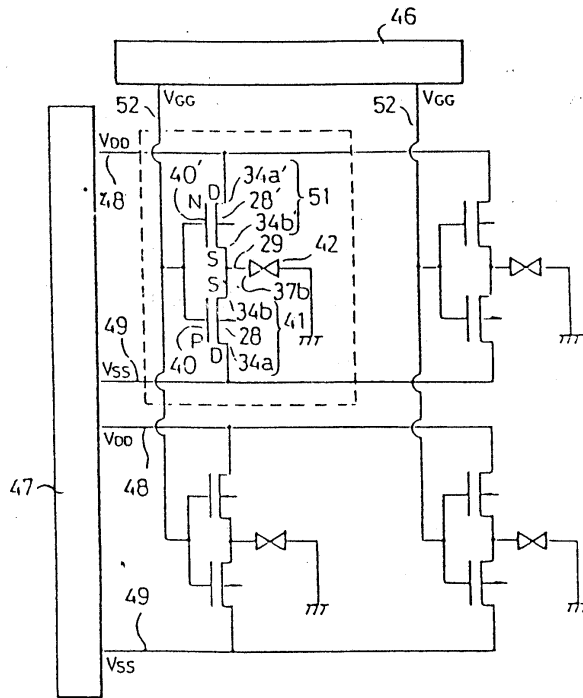 46
52 VGG 52 VGG
VDD
48
40' D 34a'
N 28' 51
34b'
S 29 42
S 37b
34b 41
49 P 28
40 D 34a
VSS
VDD
47 48
49
VSS